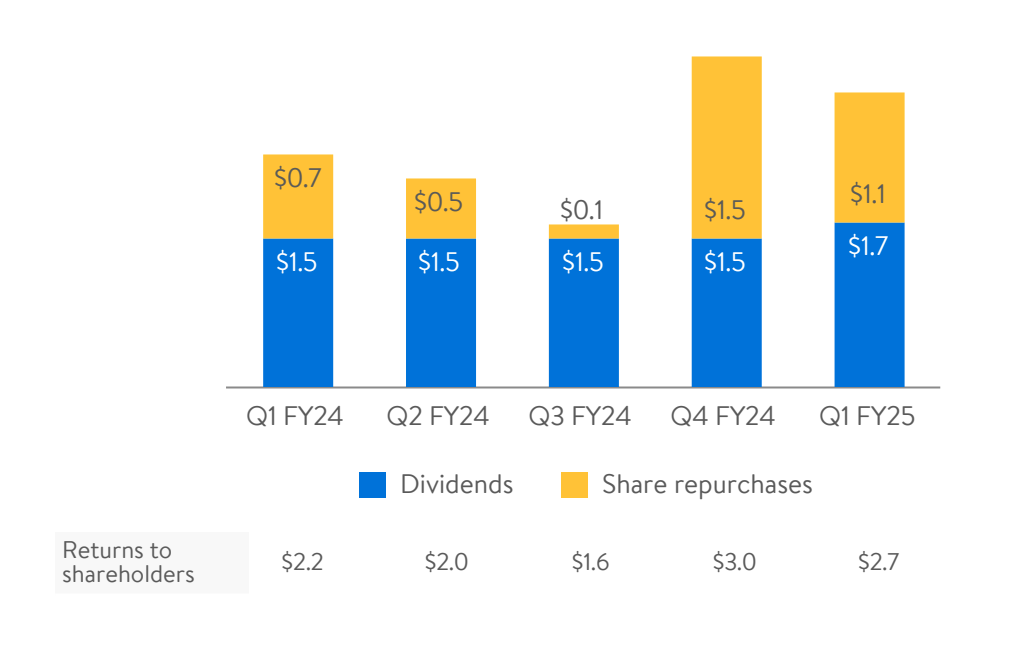 $0.7
$0.5
$0.1
$1.5
$1.1
$1.5
$1.5
$1.5
$1.5
$1.7
Q1 FY24
Q2 FY24
Q3 FY24
Q4 FY24
Q1 FY25
Dividends
Share repurchases
Returns to
shareholders
$2.2
$2.0
$1.6
$3.0
$2.7